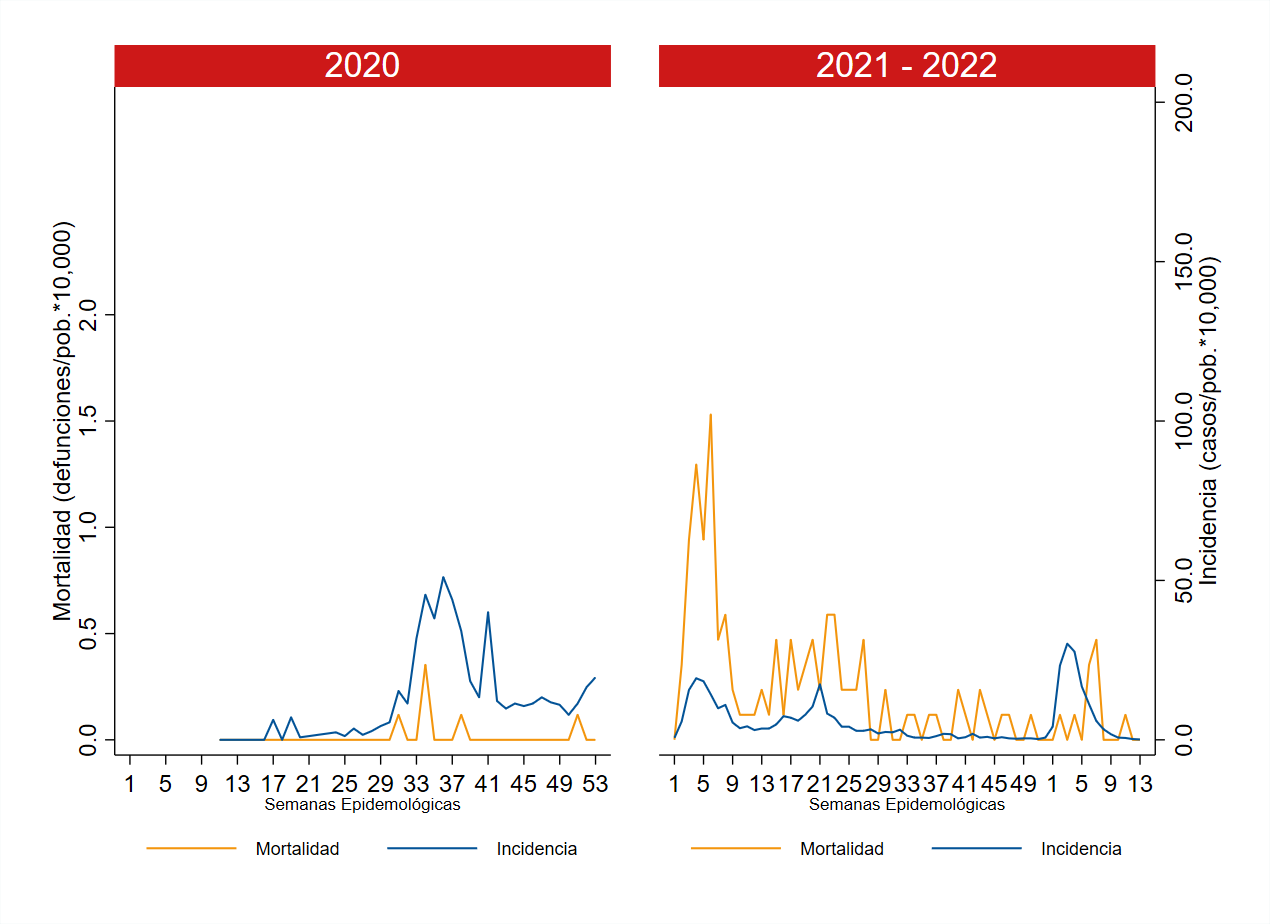 2020
2021 - 2022
Mortalidad (defunciones/pob.*10,000)
0.0 0.5 1.0 1.5 2.0
1 5 9 13 17 21 25 29 33 37 41 45 49 53
Semanas Epidemológicas
Mortalidad Incidencia
1 5 9 13 17 21 25 29 33 37 41 45 49 1 5 9 13
Semanas Epidemológicas
Mortalidad Incidencia
0.0 50.0 100.0 150.0 200.0
Incidencia (casos/pob.*10,000)